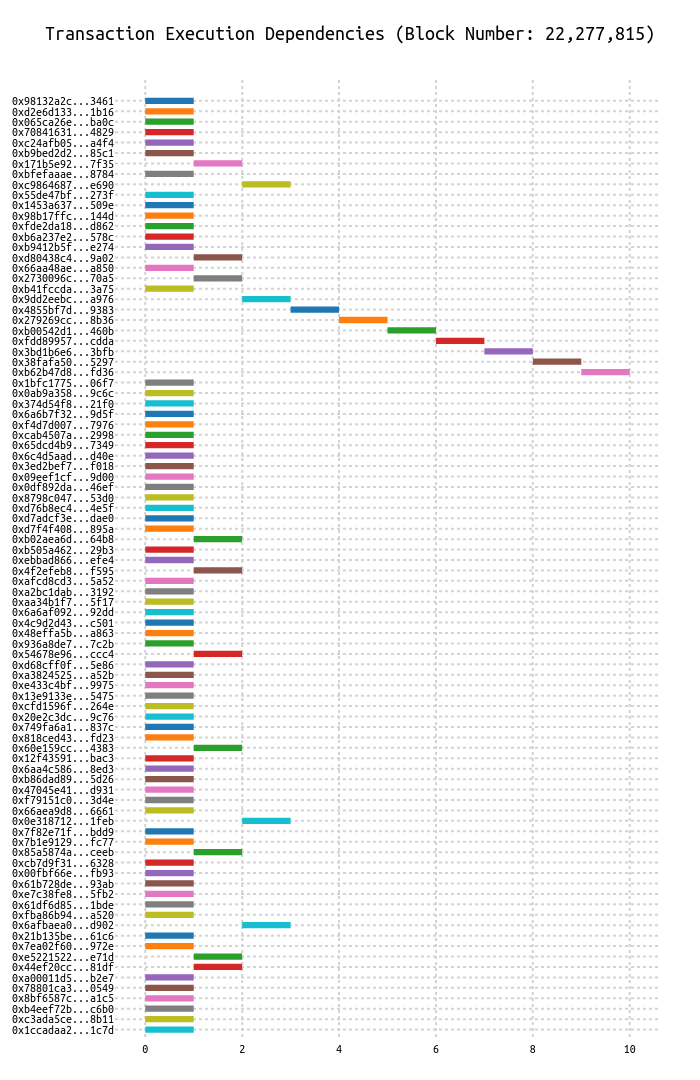 Transaction Execution Dependencies (Block Number: 22,277,815)
0x98132a2c...3461
0xd2e6d133...1b16
0x065ca26e...ba0c
0x70841631...4829
0xc24afb05...a4f4
0xb9bed2d2...85c1
0x171b5e92...7f35
0xbfefaaae...8784
0xc9864687...e690
0x55de47bf...273f
0x1453a637...509e
0x98b17ffc...144d
0xfde2da18...d862
0xb6a237e2...578c
0xb9412b5f...e274
0xd80438c4...9a02
0x66aa48ae...a850
0x2730096c...70a5
0xb41fccda...3a75
0x9dd2eebc...a976
0x4855bf7d...9383
0x279269cc...8b36
0xb00542d1...460b
0xfdd89957...cdda
0x3bd1b6e6...3bfb
0x38fafa50...5297
0xb62b47d8...fd36
0x1bfc1775...06f7
0x0ab9a358...9c6c
0x374d54f8...21f0
0x6a6b7f32...9d5f
0xf4d7d007...7976
0xcab4507a...2998
0x65dcd4b9...7349
0x6c4d5aad...d40e
0x3ed2bef7...f018
0x09eef1cf...9d00
0x0df892da...46ef
0x8798c047...53d0
0xd76b8ec4...4e5f
0xd7adcf3e...dae0
0xd7f4f408...895a
0xb02aea6d...64b8
0xb505a462...29b3
0xebbad866...efe4
0x4f2efeb8...f595
0xafcd8cd3...5a52
0xa2bc1dab...3192
0xaa34b1f7...5f17
0x6a6af092...92dd
0x4c9d2d43...c501
0x48effa5b...a863
0x936a8de7...7c2b
0x54678e96...ccc4
0xd68cff0f...5e86
0xa3824525...a52b
0xe433c4bf...9975
0x13e9133e...5475
0xcfd1596f...264e
0x20e2c3dc...9c76
0x749fa6a1...837c
0x818ced43...fd23
0x60e159cc...4383
0x12f43591...bac3
0x6aa4c586...8ed3
0xb86dad89...5d26
0x47045e41...d931
0xf79151c0...3d4e
0x66aea9d8...6661
0x0e318712...1feb
0x7f82e71f...bdd9
0x7b1e9129...fc77
0x85a5874a...ceeb
0xcb7d9f31...6328
0x00fbf66e...fb93
0x61b728de...93ab
0xe7c38fe8...5fb2
0x61df6d85...1bde
0xfba86b94...a520
0x6afbaea0...d902
0x21b135be...61c6
0x7ea02f60...972e
0xe5221522...e71d
0x44ef20cc...81df
0xa00011d5...b2e7
0x78801ca3...0549
0x8bf6587c...a1c5
0xb4eef72b...c6b0
0xc3ada5ce...8b11
0x1ccadaa2...1c7d
0 2 4 6 8 10